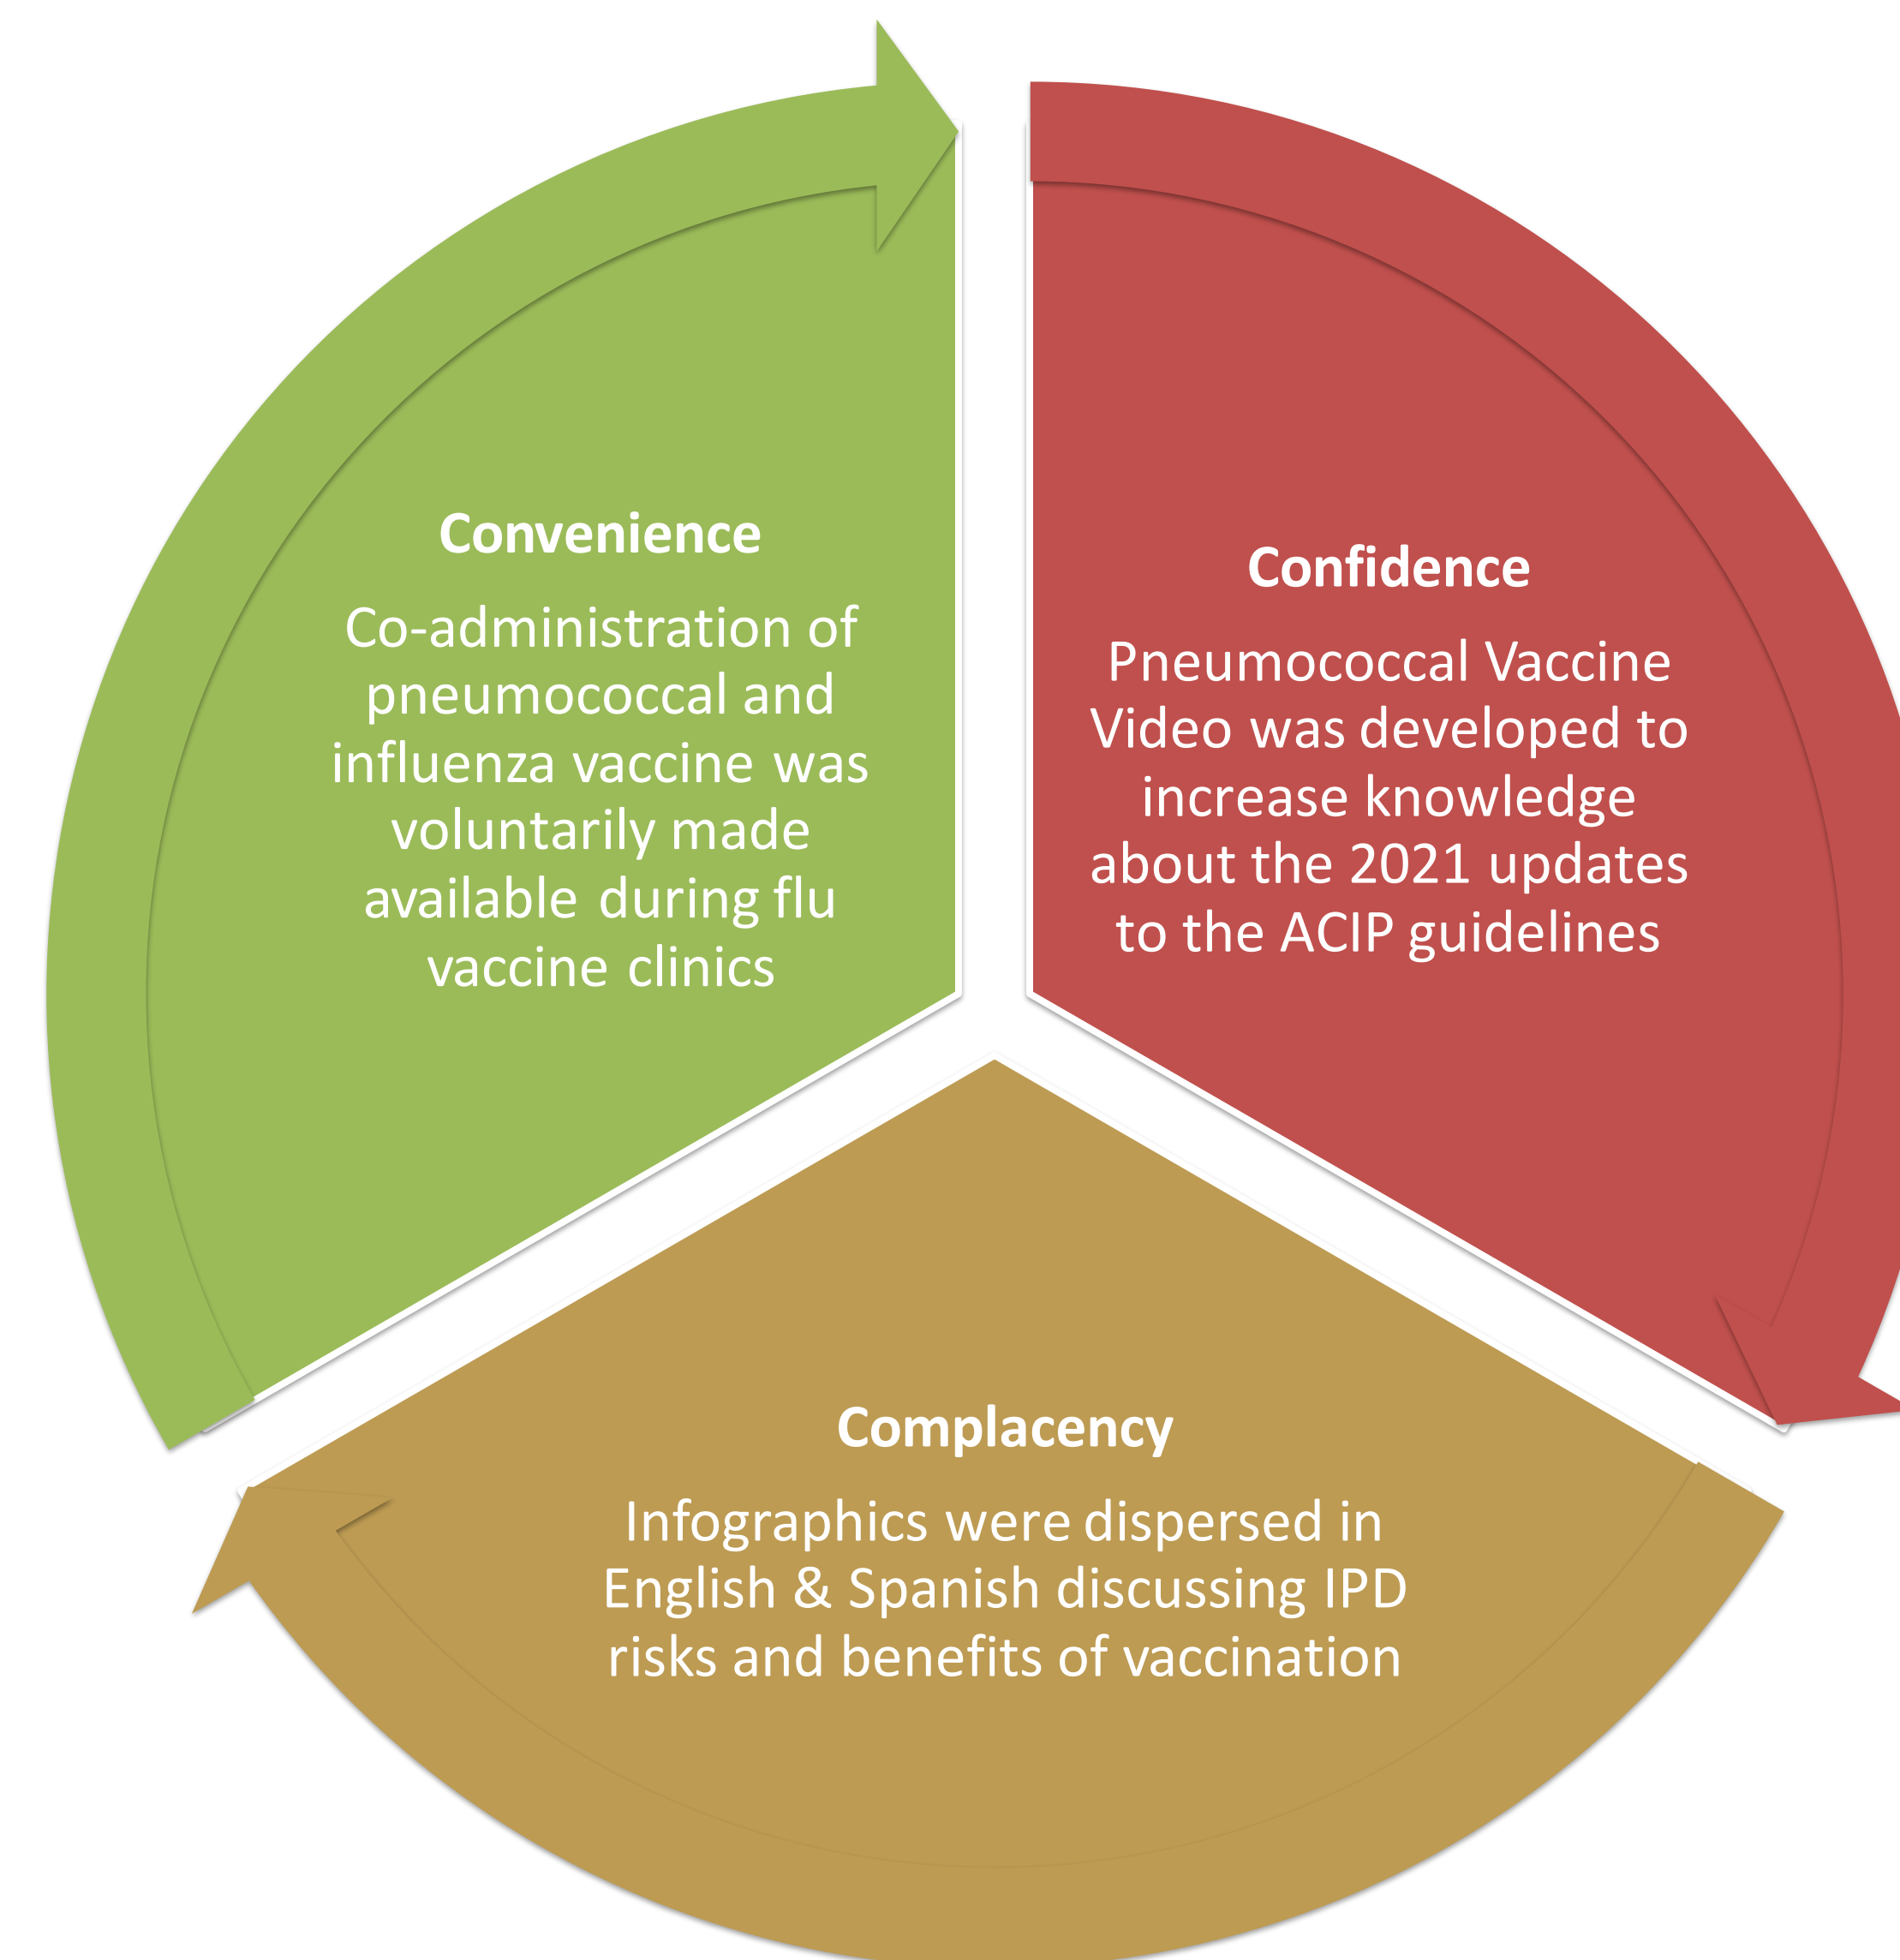 Convenience
Co-administration of
pneumococcal and
influenza vaccine was
voluntarily made
available during flu
vaccine clinics
Confidence
Pneumococcal Vaccine
Video was developed to
increase knowledge
about the 2021 updates
to the ACIP guidelines
Complacency
Infographics were dispersed in
English & Spanish discussing IPD
risks and benefits of vaccination